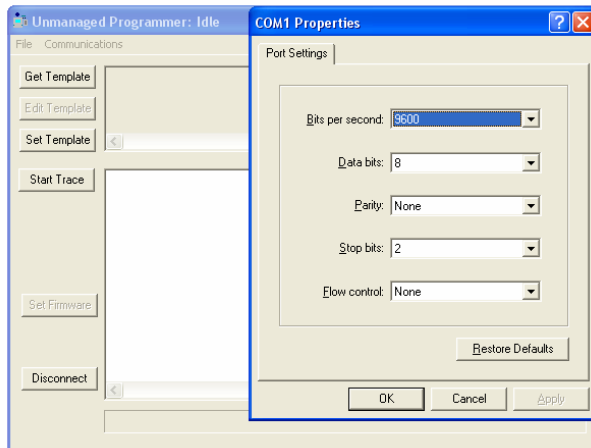 Unmanaged Programmer: Idle
File Communications
Get Template
Edit Template
Set Template
Start Trace
Set Firmware
Disconnect
COM1 Properties
Port Settings
Bits per second: 9600
Data bits: 8
Parity: None
Stop bits: 2
Flow control: None
Restore Defaults
OK Cancel Apply